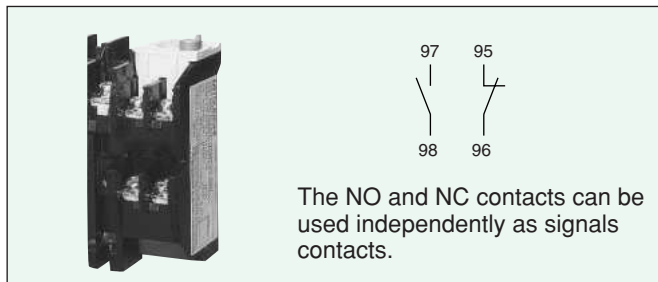 97 95
98 96
The NO and NC contacts can be
used independently as signals
contacts.